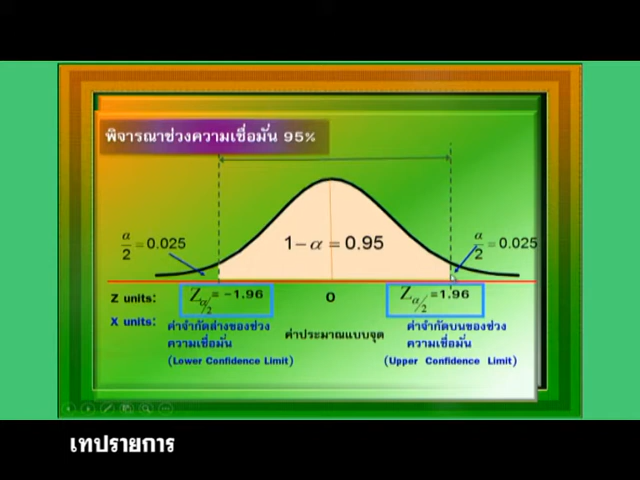 พิจารณาช่วงความเชื่อมั่น 95%
α/2 = 0.025
1-α = 0.95
α/2 = 0.025
Z units:
Zα/2 = -1.96
0
Zα/2 = 1.96
X units:
ค่าจำกัดล่างของช่วง
ความเชื่อมั่น
(Lower Confidence Limit)
ค่าประมาณแบบจุด
ค่าจำกัดบนของช่วง
ความเชื่อมั่น
(Upper Confidence Limit)
เทปรายการ